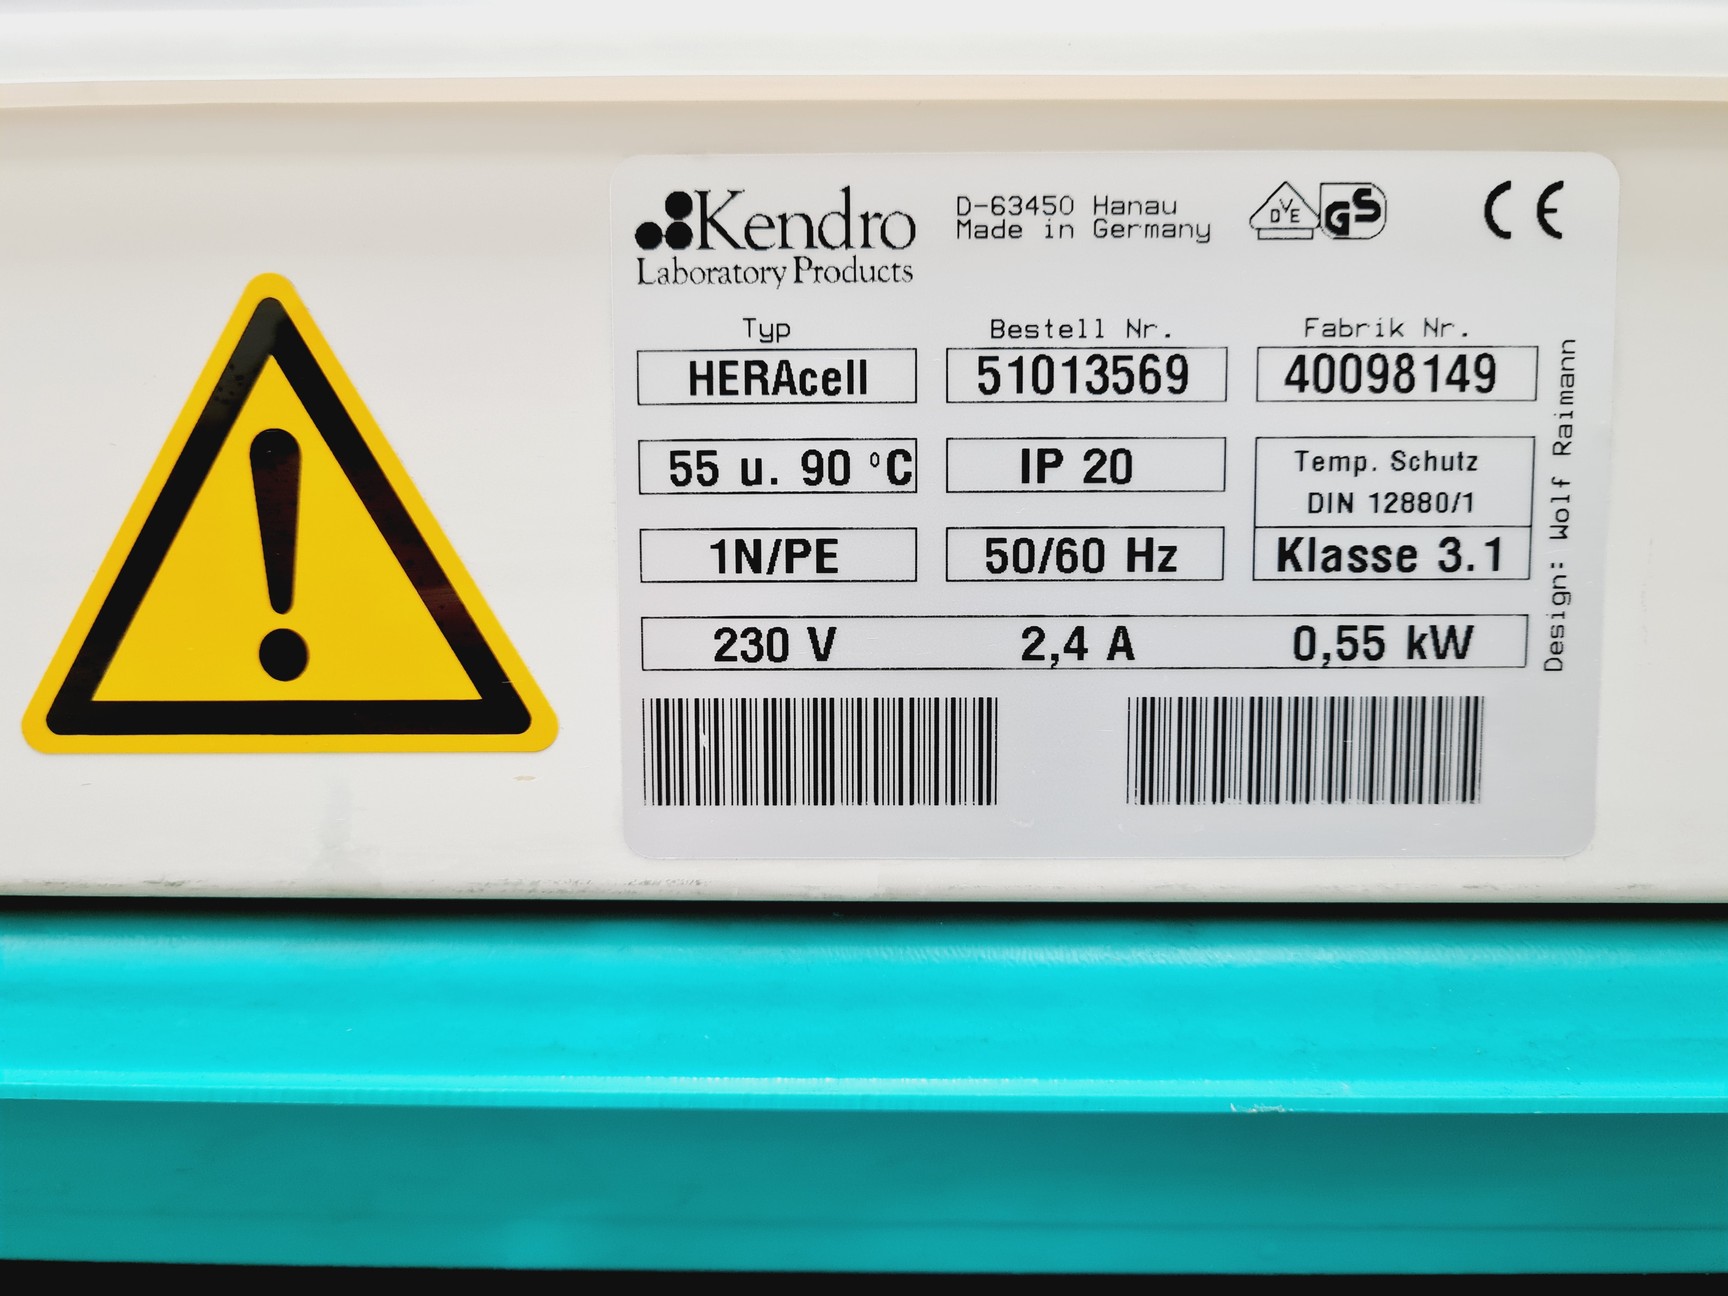 Kendro
Laboratory Products
D-63450 Hanau
Made in Germany
DVE
GS
CE
Typ
Bestell Nr.
Fabrik Nr.
HERAcell
51013569
40098149
55 u. 90 °C
IP 20
Temp. Schutz
DIN 12880/1
1N/PE
50/60 Hz
Klasse 3.1
230 V
2,4 A
0,55 kW
Design: Wolf Raimann